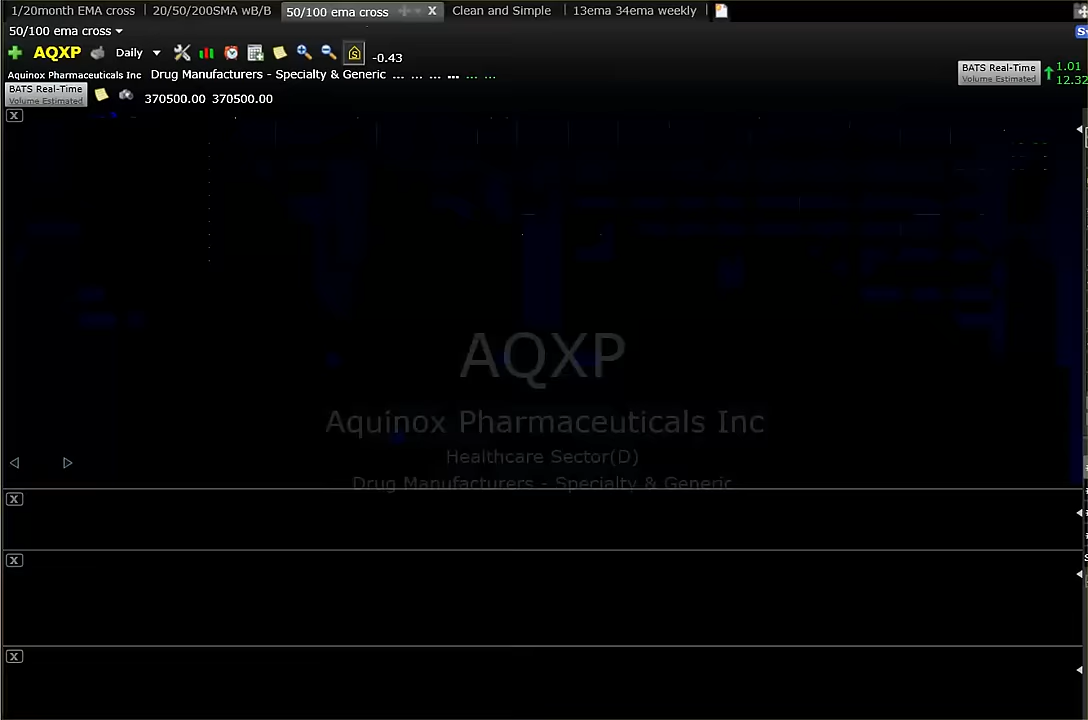 1/20month EMA cross 20/50/200SMA wB/B 50/100 ema cross X Clean and Simple 13ema 34ema weekly
50/100 ema cross
AQXP Daily -0.43
Aquinox Pharmaceuticals Inc Drug Manufacturers - Specialty & Generic ... ... ... ... ... ...
BATS Real-Time
Volume Estimated
370500.00 370500.00
BATS Real-Time
Volume Estimated
1.01
12.32
X
AQXP
Aquinox Pharmaceuticals Inc
Healthcare Sector(D)
Drug Manufacturers - Specialty & Generic
X
X
X